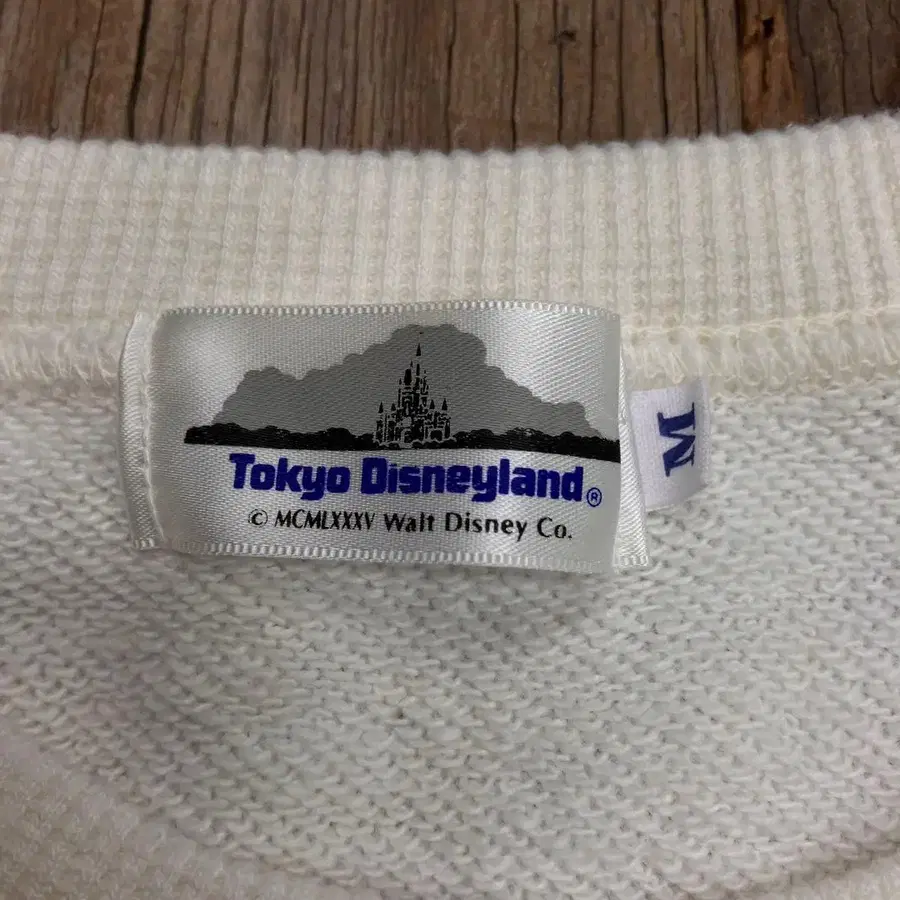 Tokyo Disneyland®
© MCMLXXXV Walt Disney Co.
M